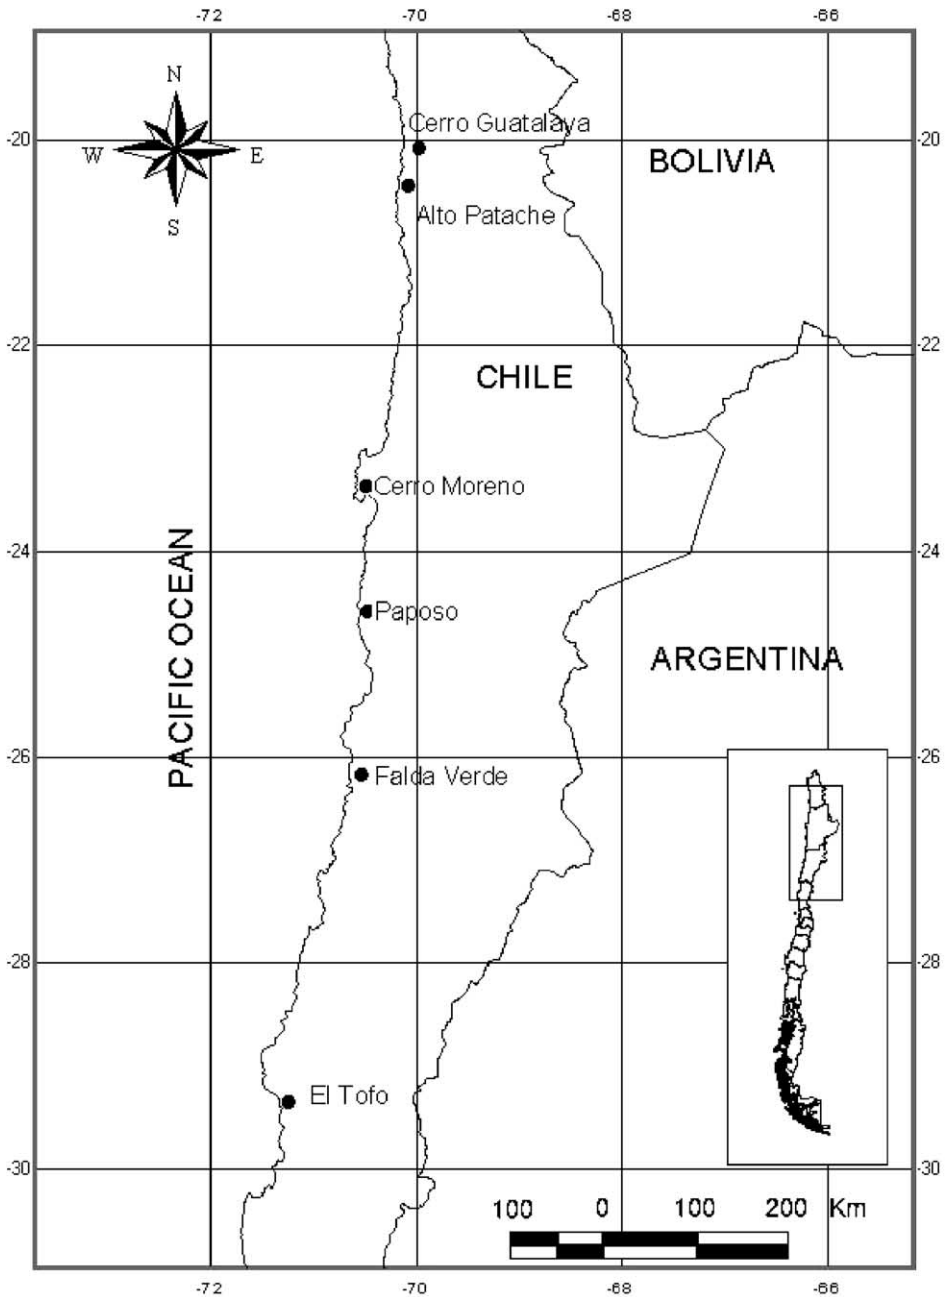 -72 -70 -68 -66
N
W E
S
Cerro Guatalaya
-20 -20
BOLIVIA
Alto Patache
-22 -22
CHILE
Cerro Moreno
-24 -24
PACIFIC OCEAN
Paposo
ARGENTINA
-26 -26
Falda Verde
-28 -28
El Tofo
-30 -30
100 0 100 200 Km
-72 -70 -68 -66